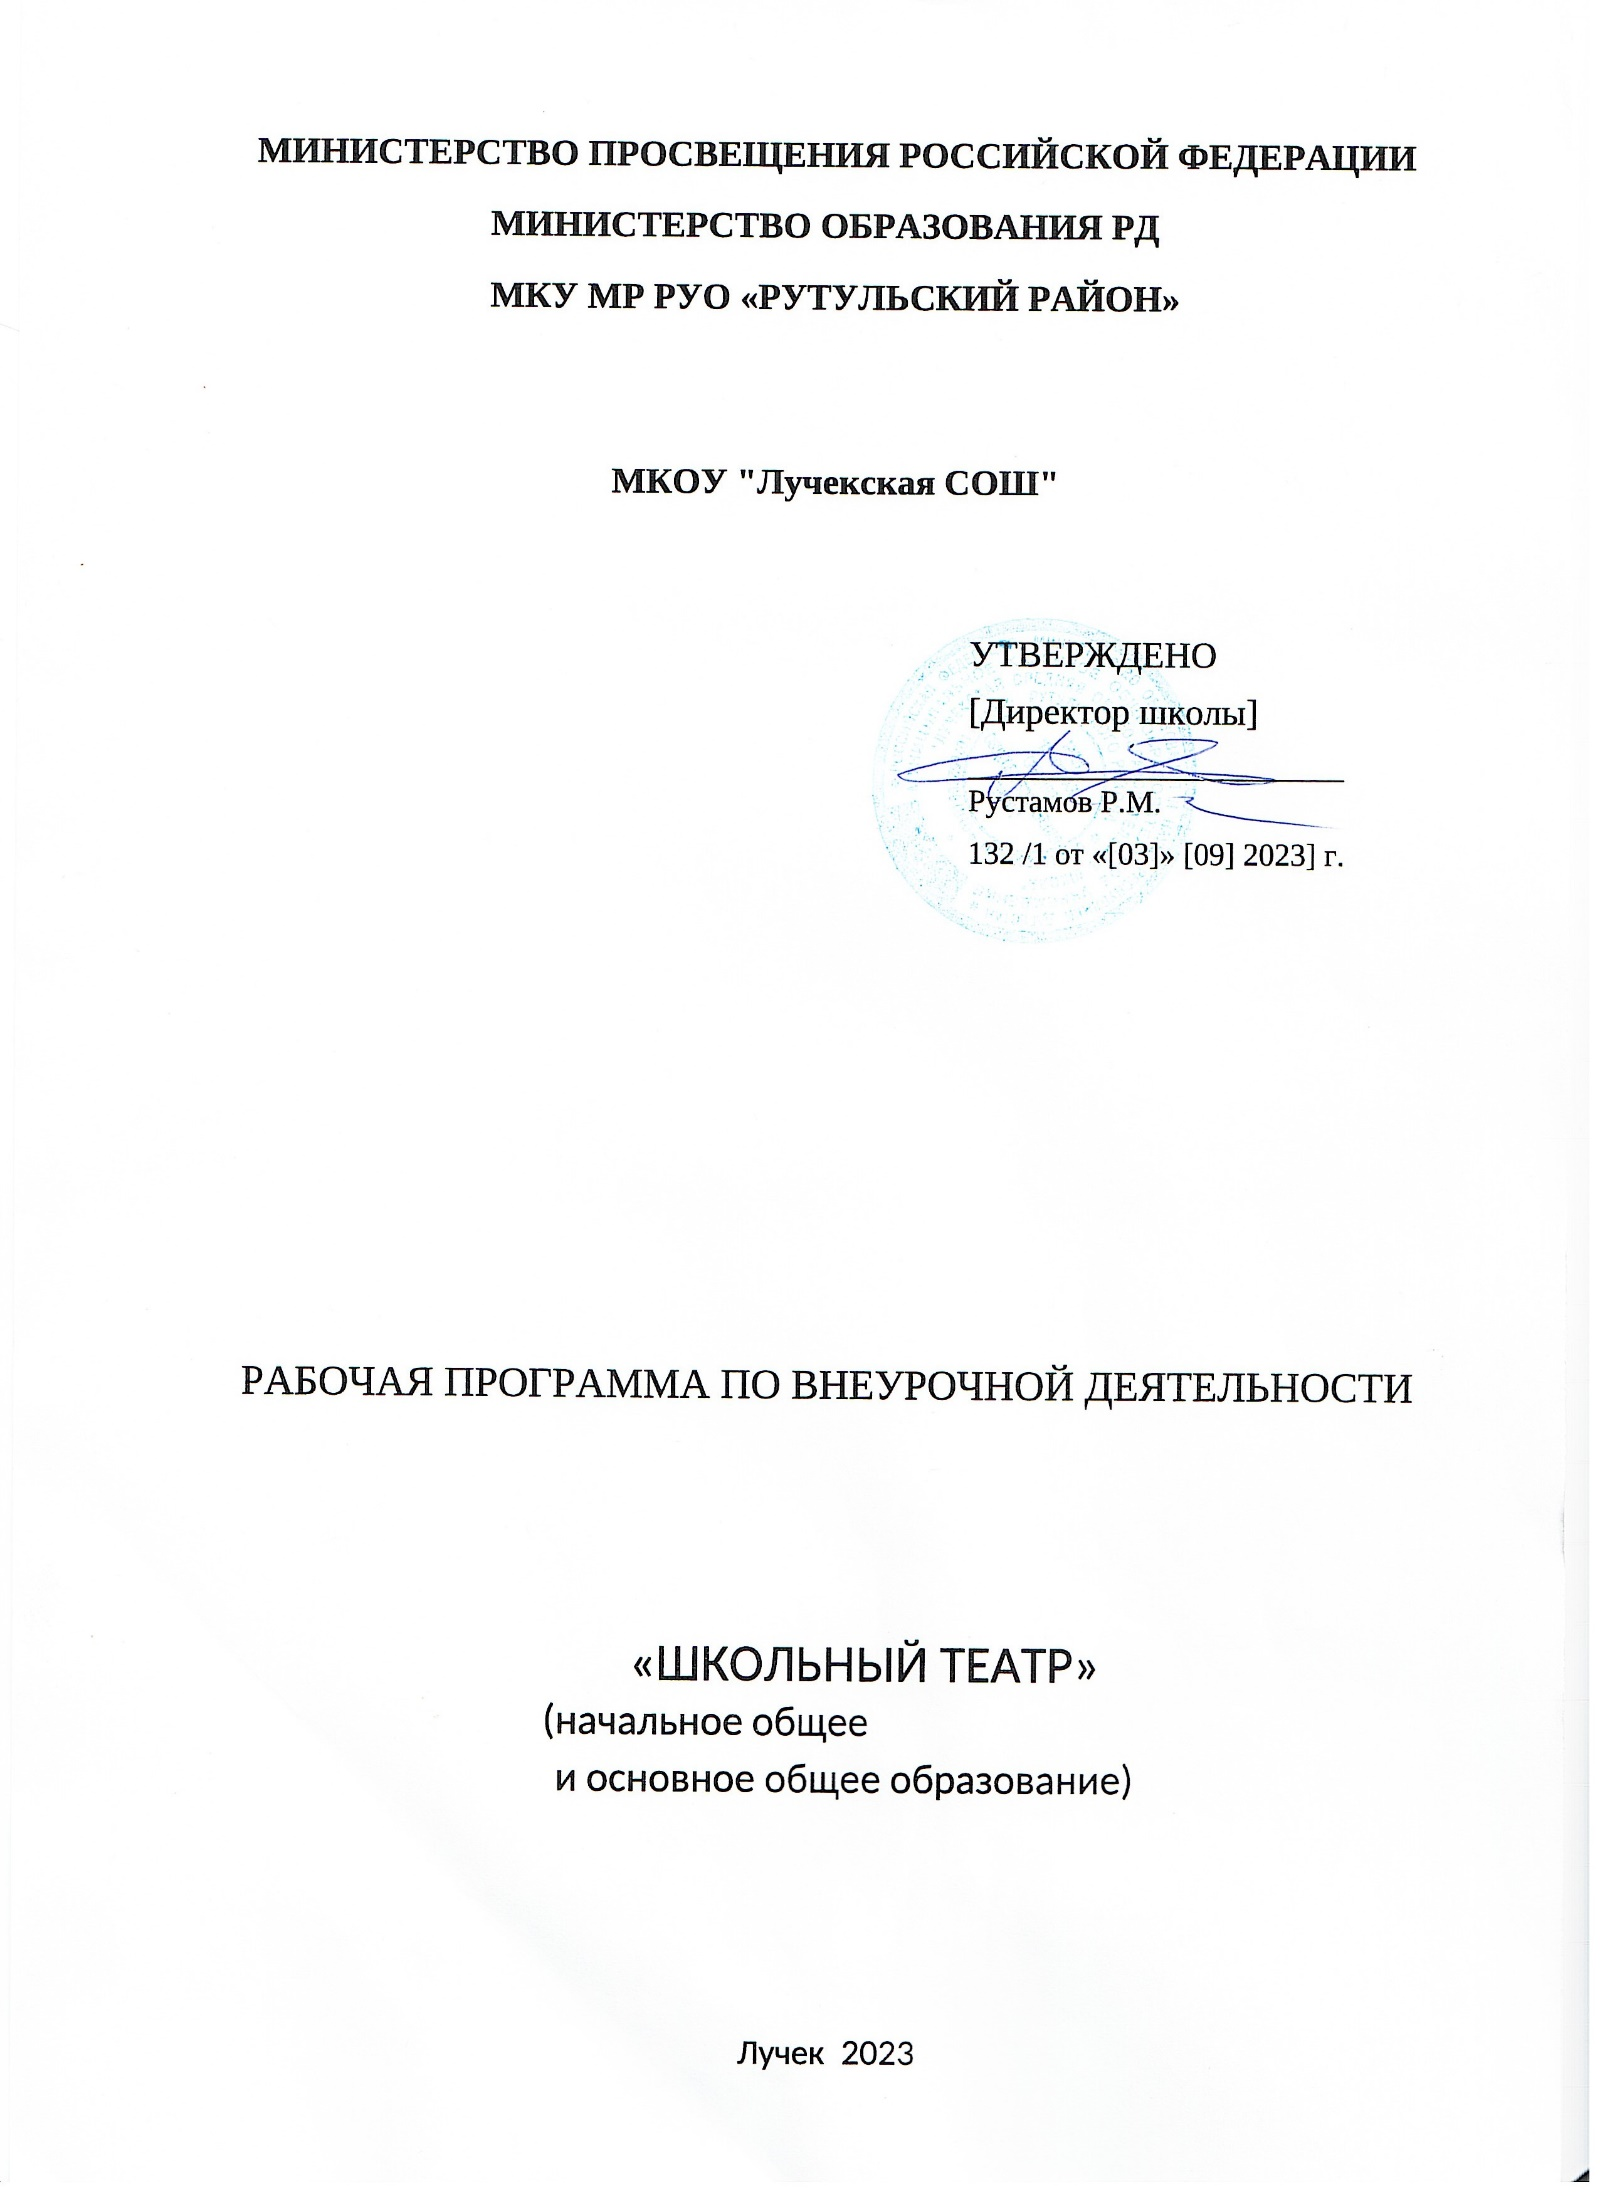 МИНИСТЕРСТВО ПРОСВЕЩЕНИЯ РОССИЙСКОЙ ФЕДЕРАЦИИ
МИНИСТЕРСТВО ОБРАЗОВАНИЯ РД
МКУ МР РУО «РУТУЛЬСКИЙ РАЙОН»
МКОУ "Лучекская СОШ"
УТВЕРЖДЕНО
[Директор школы]
Рустамов Р.М.
132 /1 от «[03]» [09] 2023] г.
РАБОЧАЯ ПРОГРАММА ПО ВНЕУРОЧНОЙ ДЕЯТЕЛЬНОСТИ
«ШКОЛЬНЫЙ ТЕАТР»
(начальное общее
и основное общее образование)
Лучек 2023